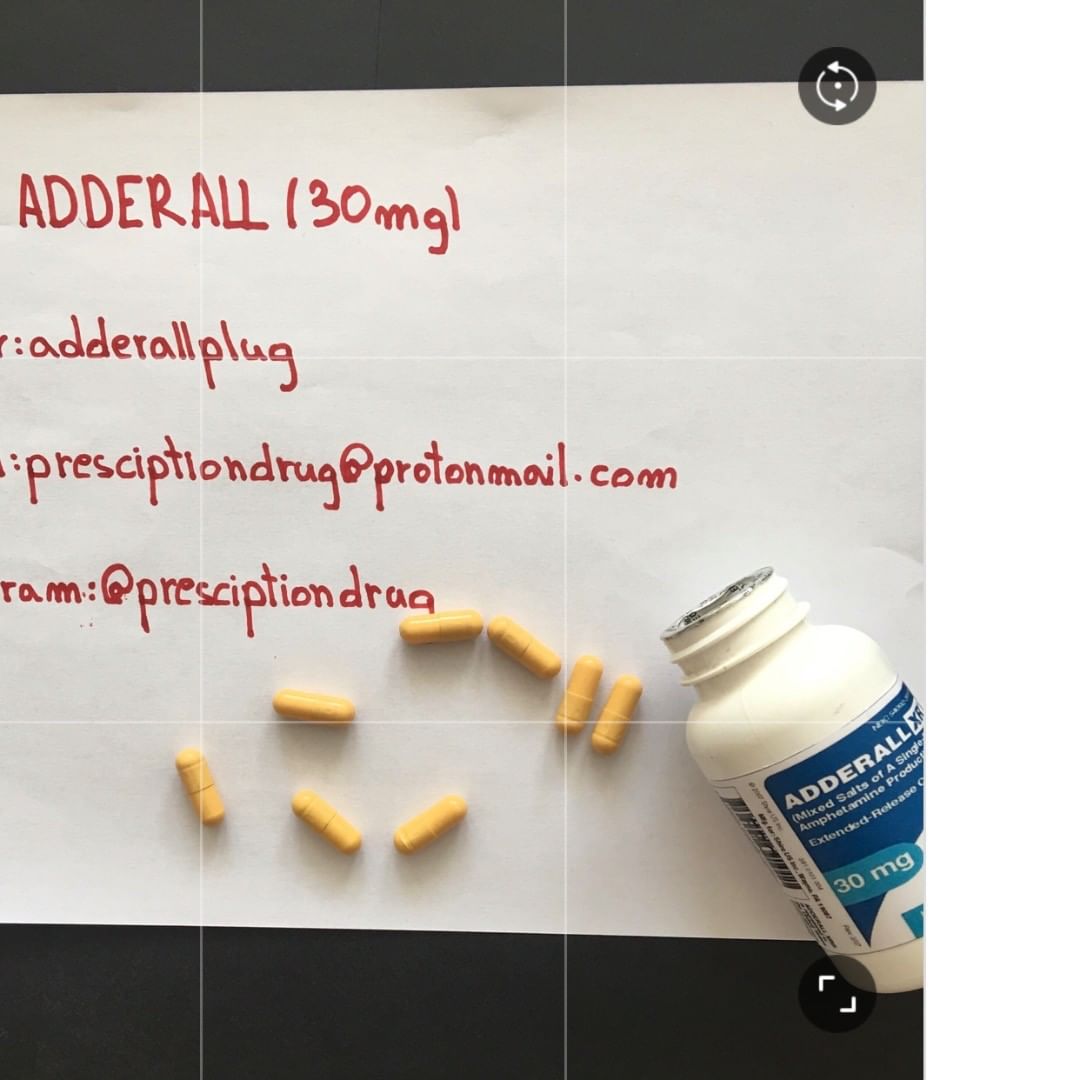 ADDERALL (30mg)
r:adderallplug
l:presciptiondrug@protonmail.com
ram:@presciptiondrug
ADDERALL XR
(Mixed Salts of A Single
Amphetamine Product
Extended-Release C
30 mg